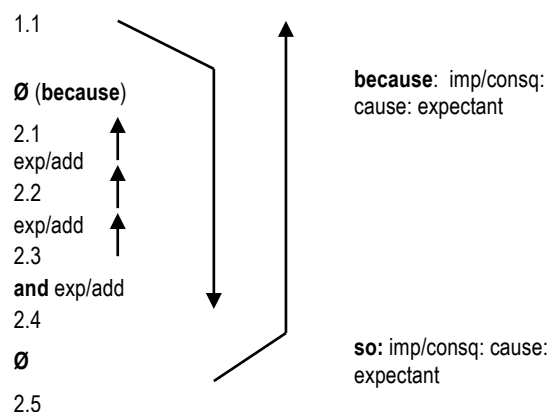 1.1
Ø (because)
because: imp/consq:
cause: expectant
2.1
exp/add
2.2
exp/add
2.3
and exp/add
2.4
Ø
so: imp/consq: cause:
expectant
2.5